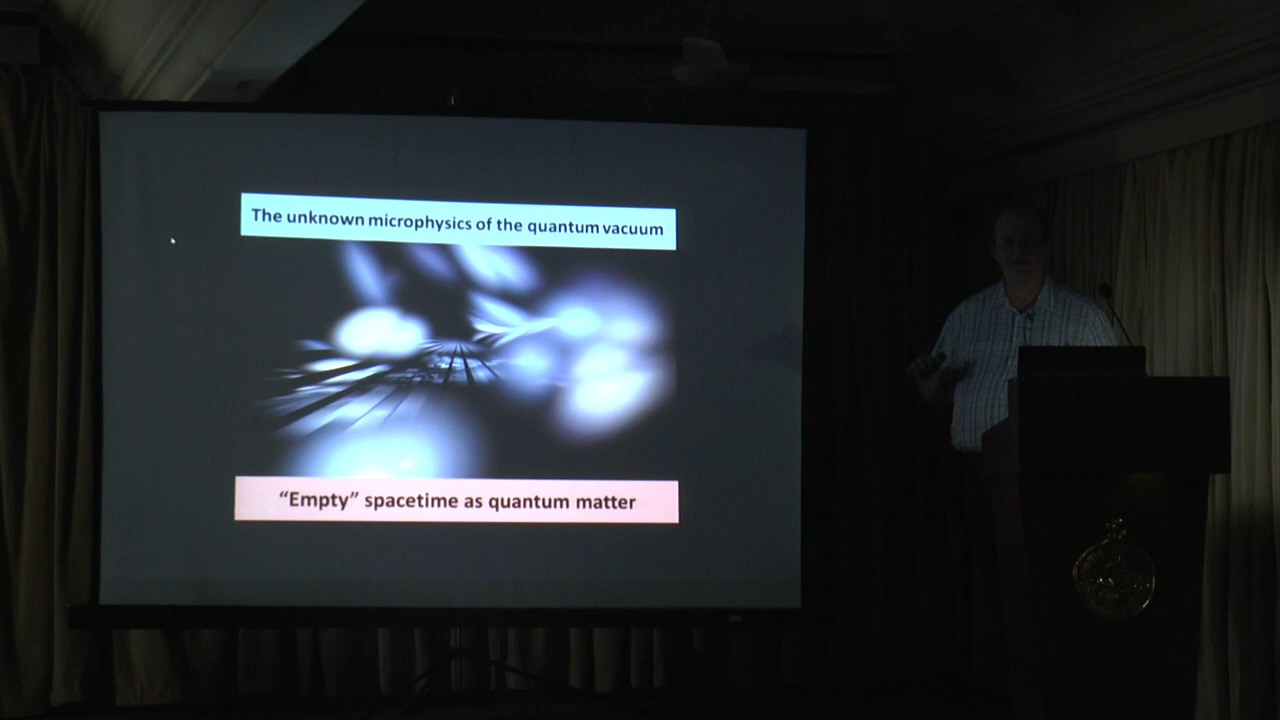 The unknown microphysics of the quantum vacuum
“Empty” spacetime as quantum matter